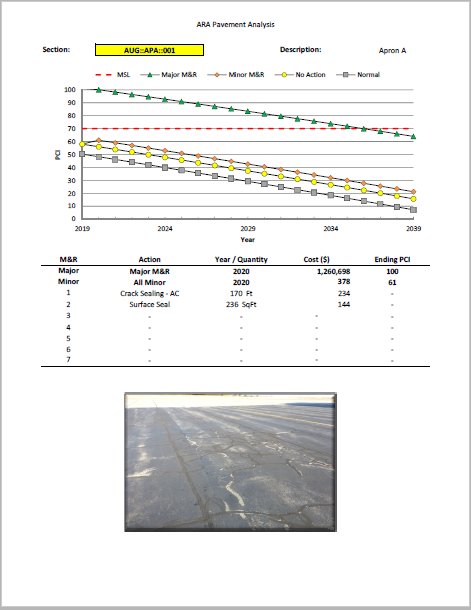 ARA Pavement Analysis
Section: AUG::APA::001 Description: Apron A
MSL Major M&R Minor M&R No Action Normal
100
90
80
70
60
50
40
30
20
10
0
PCI
2019 2024 2029 2034 2039
Year
M&R Action Year / Quantity Cost ($) Ending PCI
Major Major M&R 2020 1,260,698 100
Minor All Minor 2020 378 61
1 Crack Sealing - AC 170 Ft 234 -
2 Surface Seal 236 SqFt 144 -
3 - - - -
4 - - - -
5 - - - -
6 - - - -
7 - - - -